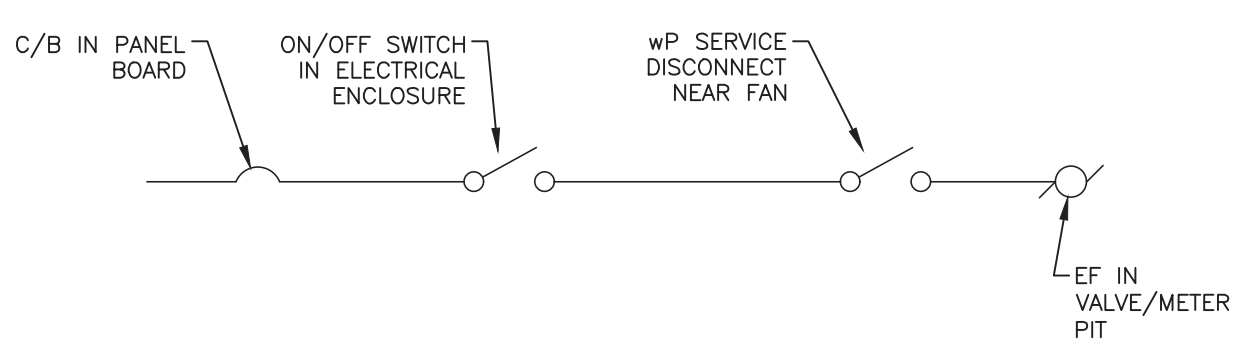 C/B IN PANEL
BOARD
ON/OFF SWITCH
IN ELECTRICAL
ENCLOSURE
wP SERVICE
DISCONNECT
NEAR FAN
EF IN
VALVE/METER
PIT